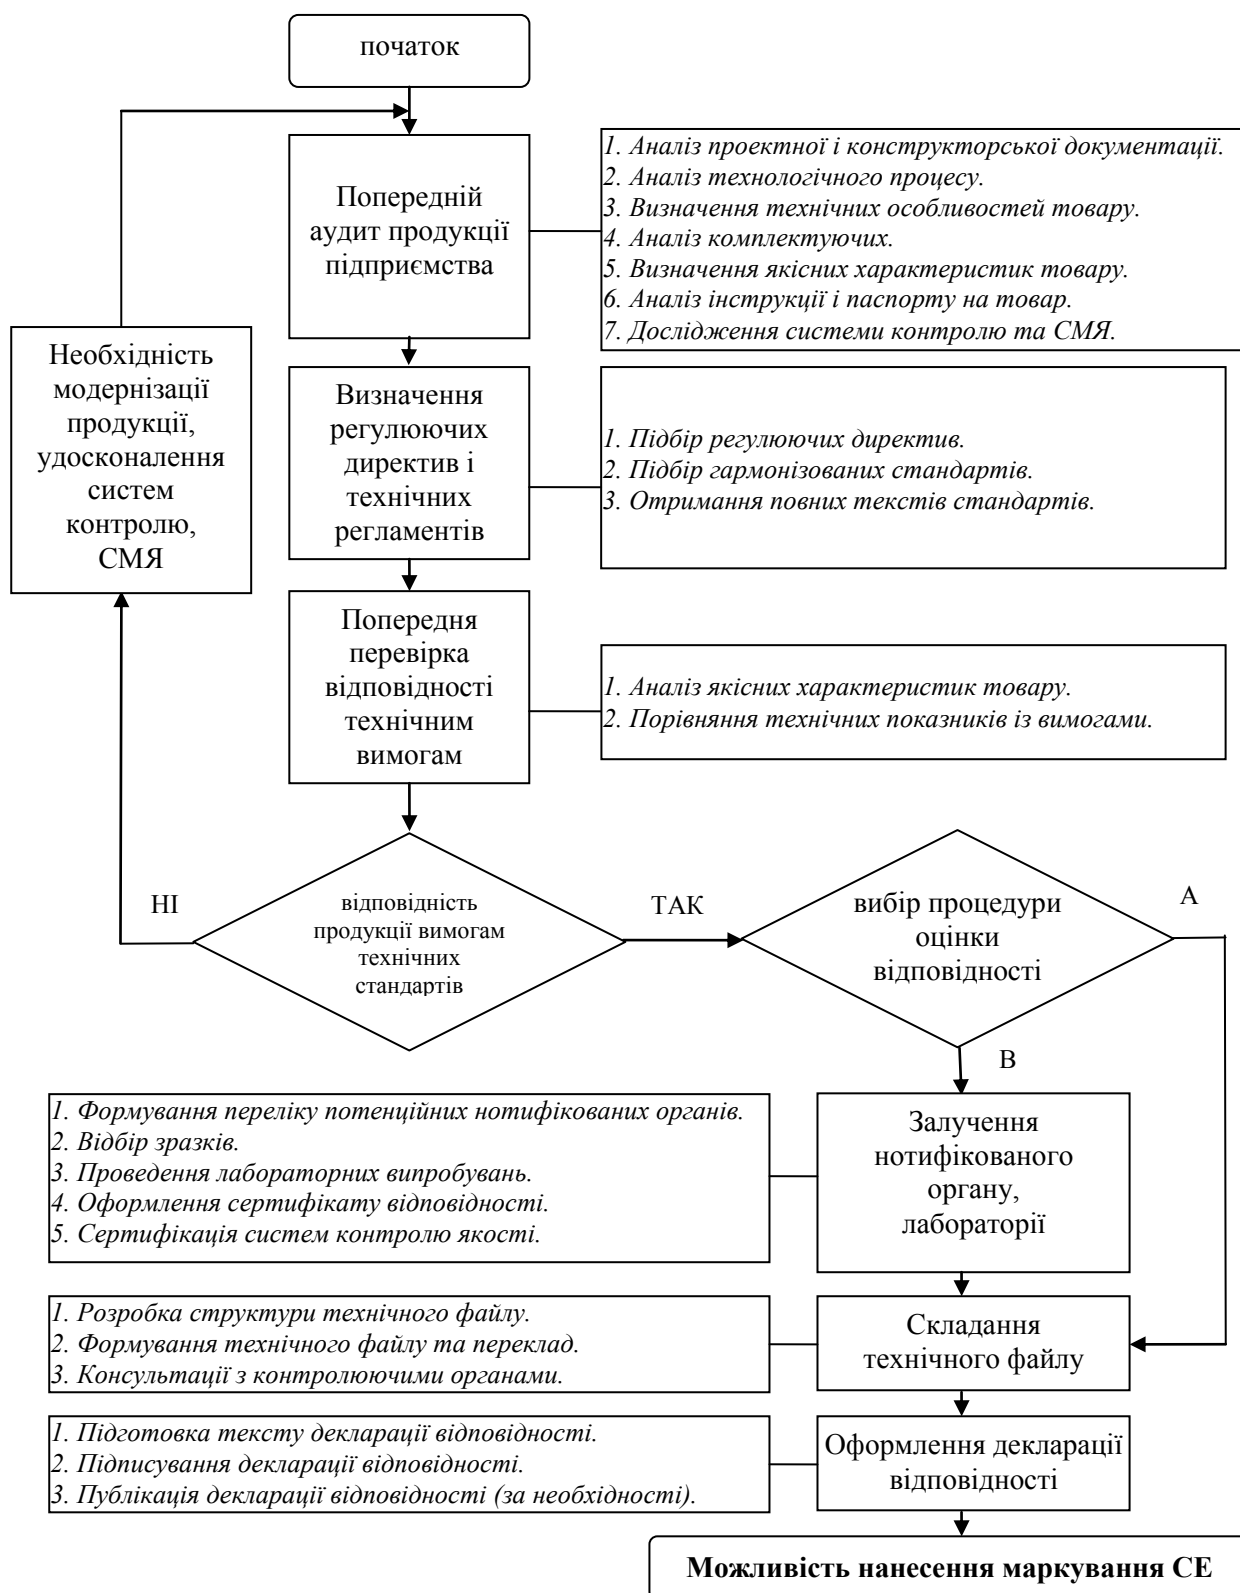 початок
Попередній
аудит продукції
підприємства
1. Аналіз проектної і конструкторської документації.
2. Аналіз технологічного процесу.
3. Визначення технічних особливостей товару.
4. Аналіз комплектуючих.
5. Визначення якісних характеристик товару.
6. Аналіз інструкції і паспорту на товар.
7. Дослідження системи контролю та СМЯ.
Необхідність
модернізації
продукції,
удосконалення
систем
контролю,
СМЯ
Визначення
регулюючих
директив і
технічних
регламентів
1. Підбір регулюючих директив.
2. Підбір гармонізованих стандартів.
3. Отримання повних текстів стандартів.
Попередня
перевірка
відповідності
технічним
вимогам
1. Аналіз якісних характеристик товару.
2. Порівняння технічних показників із вимогами.
НІ
відповідність
продукції вимогам
технічних
стандартів
ТАК
вибір процедури
оцінки
відповідності
А
В
1. Формування переліку потенційних нотифікованих органів.
2. Відбір зразків.
3. Проведення лабораторних випробувань.
4. Оформлення сертифікату відповідності.
5. Сертифікація систем контролю якості.
Залучення
нотифікованого
органу,
лабораторії
1. Розробка структури технічного файлу.
2. Формування технічного файлу та переклад.
3. Консультації з контролюючими органами.
Складання
технічного файлу
1. Підготовка тексту декларації відповідності.
2. Підписування декларації відповідності.
3. Публікація декларації відповідності (за необхідності).
Оформлення декларації
відповідності
Можливість нанесення маркування СЕ